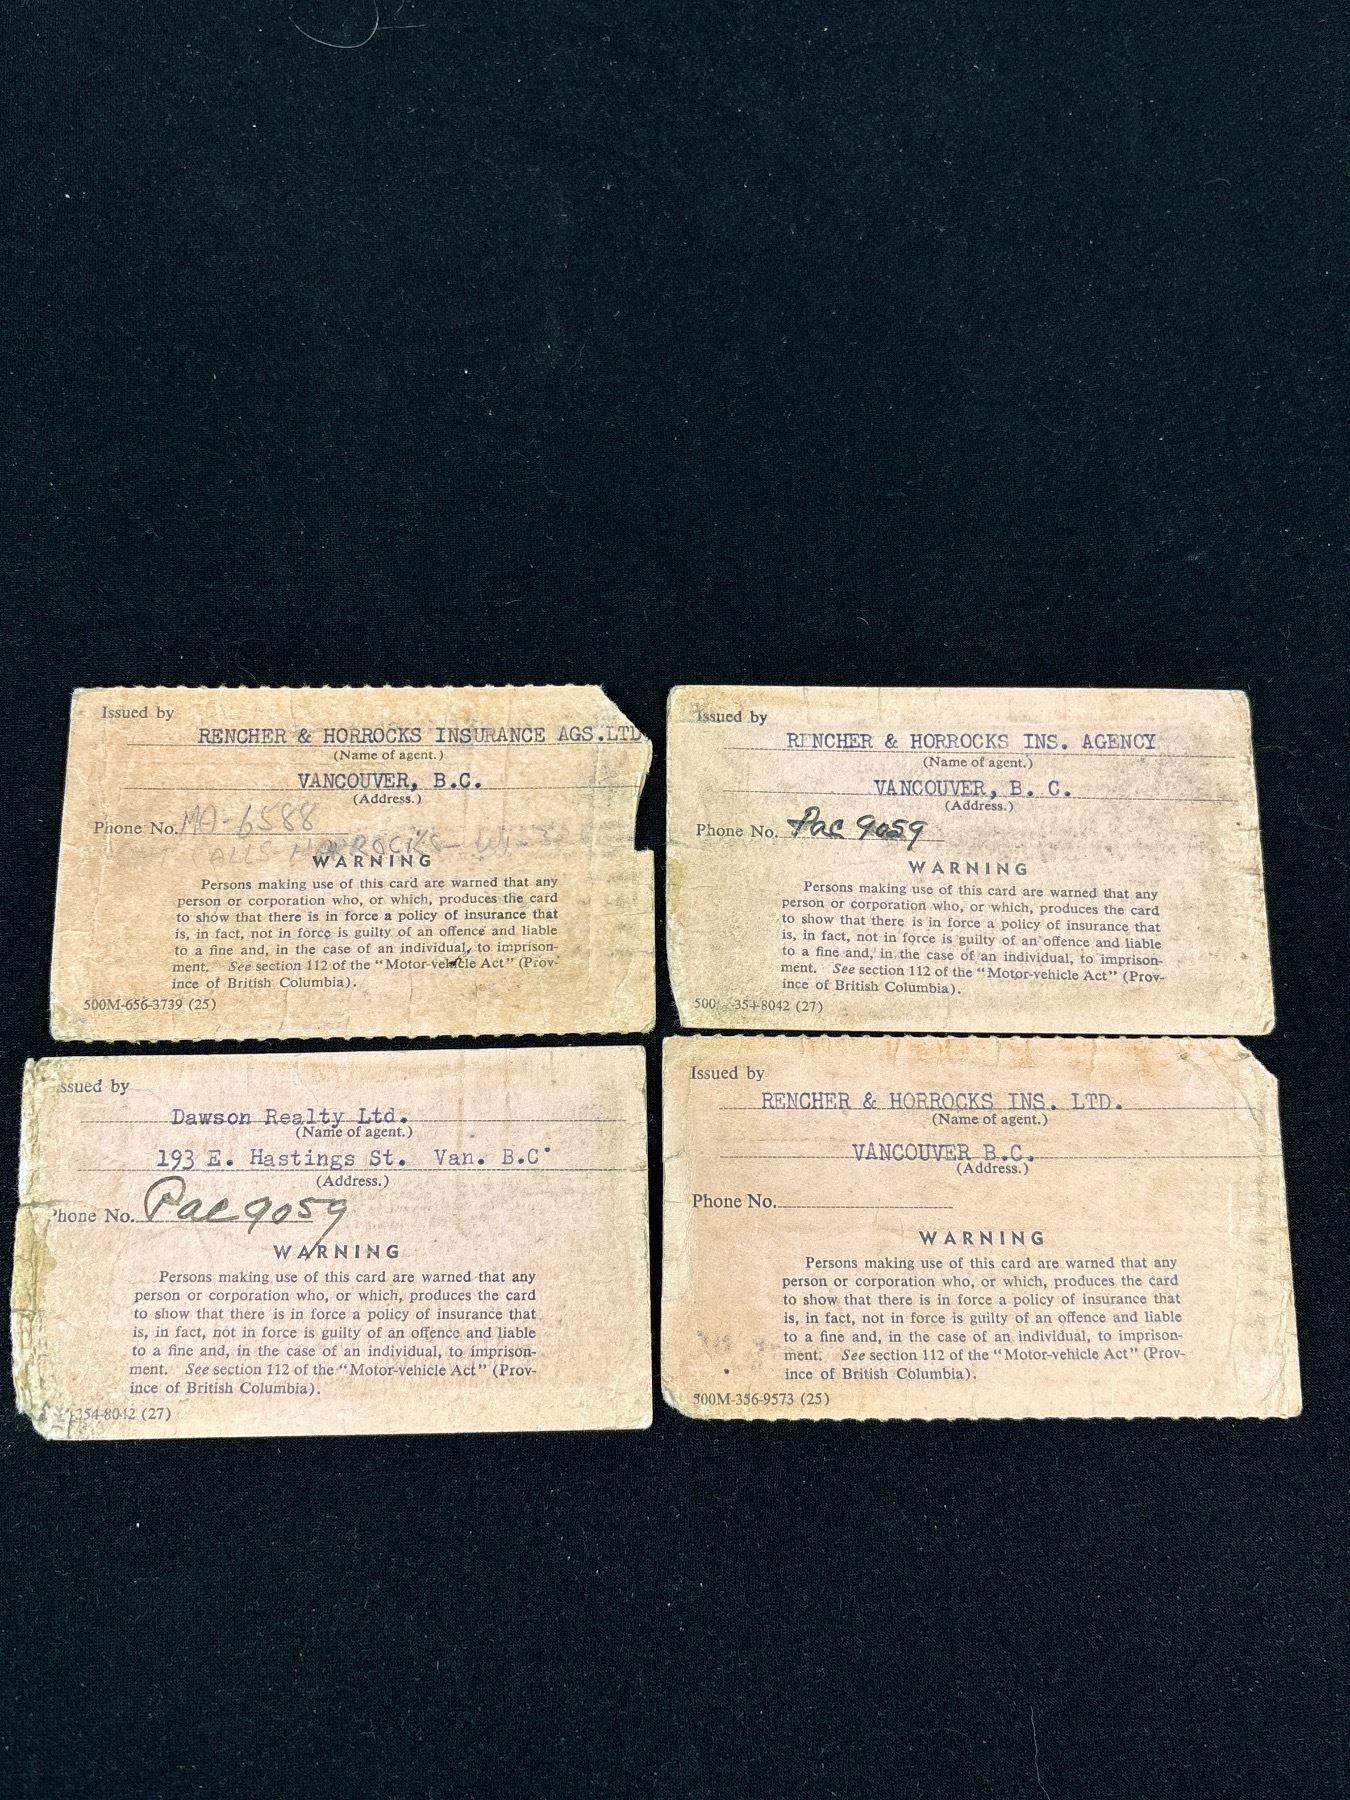 Issued by
RENCHER & HORROCKS INSURANCE AGS.LTD
(Name of agent.)
VANCOUVER, B.C.
(Address.)
Phone No. MA-6588
HORROCKS
WARNING
Persons making use of this card are warned that any
person or corporation who, or which, produces the card
to show that there is in force a policy of insurance that
is, in fact, not in force is guilty of an offence and liable
to a fine and, in the case of an individual, to imprison-
ment. See section 112 of the "Motor-vehicle Act" (Prov-
ince of British Columbia).
500M-656-3739 (25)
Issued by
RENCHER & HORROCKS INS. AGENCY
(Name of agent.)
VANCOUVER, B. C.
(Address.)
Phone No. Pac 9059
WARNING
Persons making use of this card are warned that any
person or corporation who, or which, produces the card
to show that there is in force a policy of insurance that
is, in fact, not in force is guilty of an offence and liable
to a fine and, in the case of an individual, to imprison-
ment. See section 112 of the "Motor-vehicle Act" (Prov-
ince of British Columbia).
354-8042 (27)
Issued by
Dawson Realty Ltd.
(Name of agent.)
193 E. Hastings St. Van. B.C.
(Address.)
Phone No. Pac 9059
WARNING
Persons making use of this card are warned that any
person or corporation who, or which, produces the card
to show that there is in force a policy of insurance that
is, in fact, not in force is guilty of an offence and liable
to a fine and, in the case of an individual, to imprison-
ment. See section 112 of the "Motor-vehicle Act" (Prov-
ince of British Columbia).
354-8042 (27)
Issued by
RENCHER & HORROCKS INS. LTD.
(Name of agent.)
VANCOUVER B.C.
(Address.)
Phone No.
WARNING
Persons making use of this card are warned that any
person or corporation who, or which, produces the card
to show that there is in force a policy of insurance that
is, in fact, not in force is guilty of an offence and liable
to a fine and, in the case of an individual, to imprison-
ment. See section 112 of the "Motor-vehicle Act" (Prov-
ince of British Columbia).
500M-356-9573 (25)